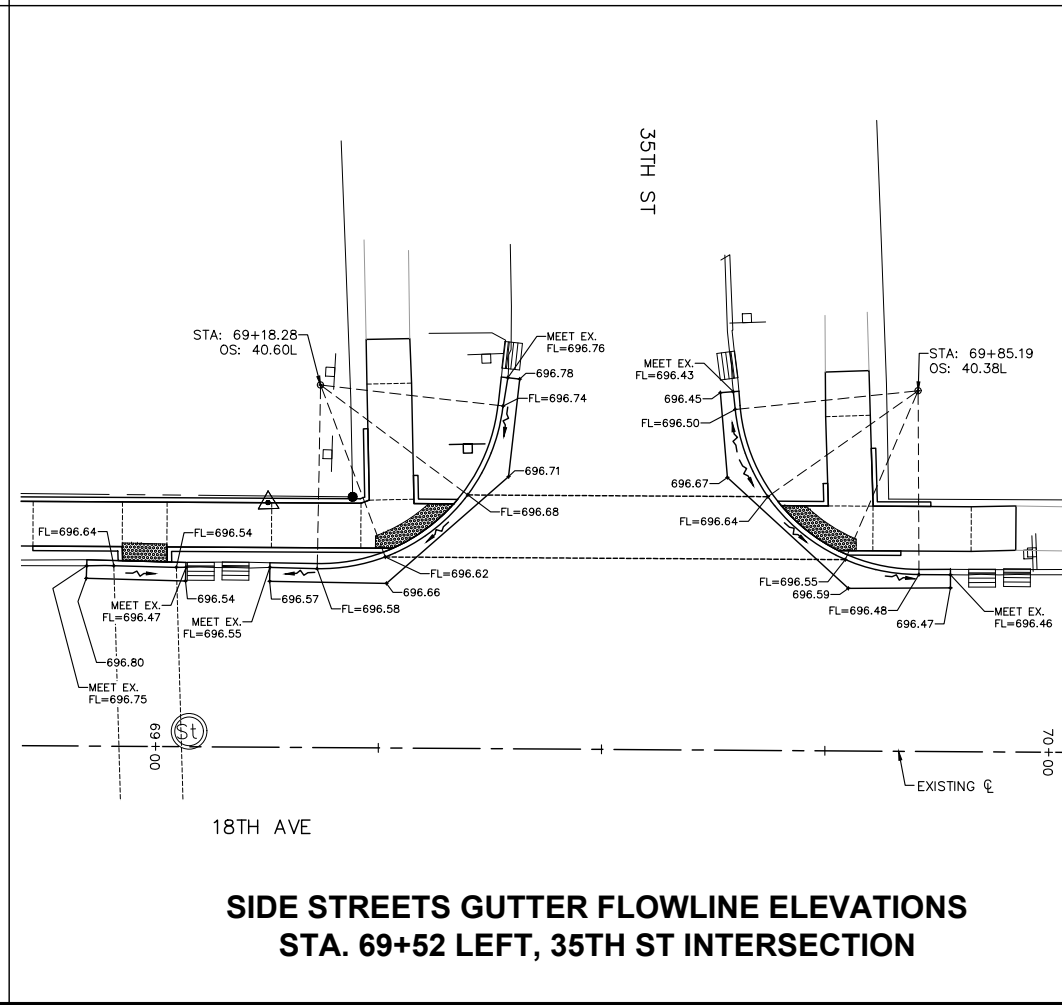 35TH ST
STA: 69+18.28
OS: 40.60L
MEET EX.
FL=696.76
696.78
FL=696.74
696.71
FL=696.68
FL=696.62
696.66
FL=696.58
696.57
MEET EX.
FL=696.55
696.54
MEET EX.
FL=696.47
FL=696.54
FL=696.64
696.80
MEET EX.
FL=696.75
MEET EX.
FL=696.43
696.45
FL=696.50
696.67
FL=696.64
STA: 69+85.19
OS: 40.38L
FL=696.55
696.59
FL=696.48
696.47
MEET EX.
FL=696.46
69+00
St
70+00
EXISTING ℄
18TH AVE
SIDE STREETS GUTTER FLOWLINE ELEVATIONS
STA. 69+52 LEFT, 35TH ST INTERSECTION